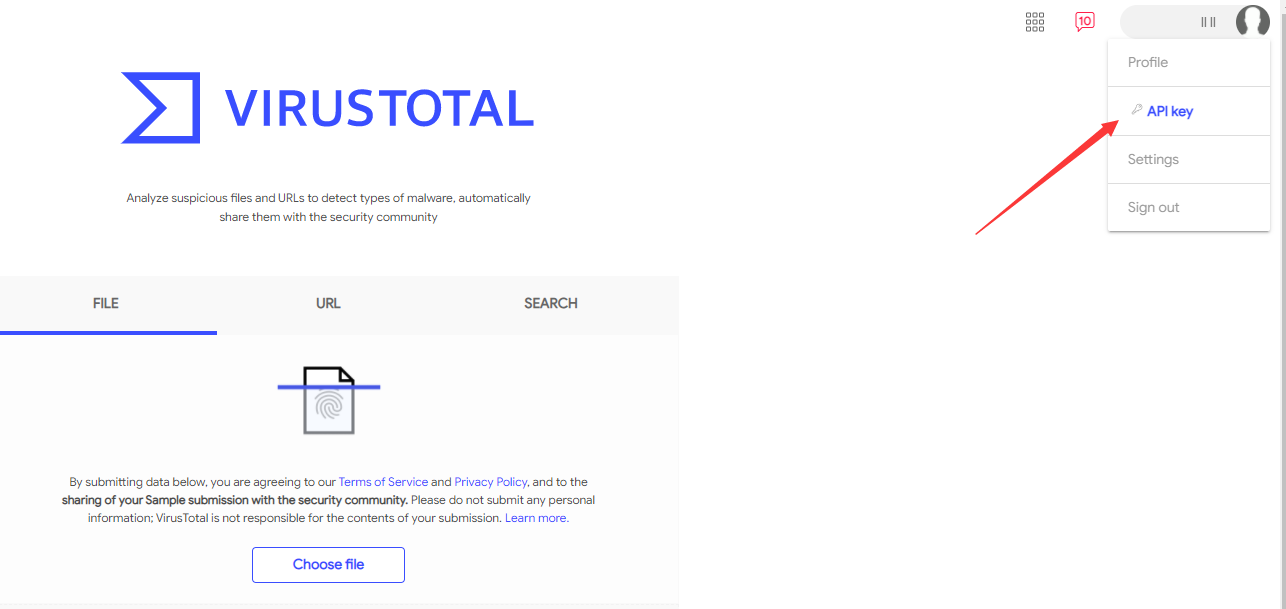 10
Profile
API key
Settings
Sign out
VIRUSTOTAL
Analyze suspicious files and URLs to detect types of malware, automatically
share them with the security community
FILE
URL
SEARCH
By submitting data below, you are agreeing to our Terms of Service and Privacy Policy, and to the
sharing of your Sample submission with the security community. Please do not submit any personal
information; VirusTotal is not responsible for the contents of your submission. Learn more.
Choose file